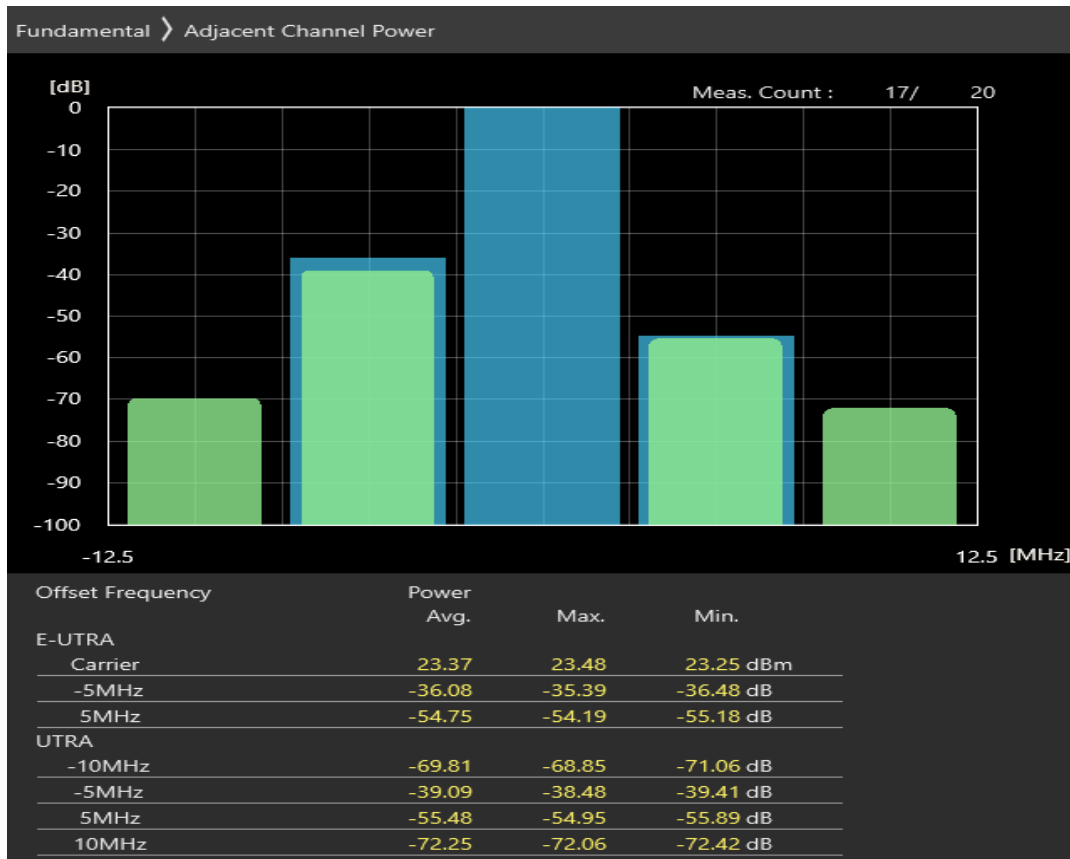 Fundamental ❯ Adjacent Channel Power
[dB]
Meas. Count : 17/ 20
0
-10
-20
-30
-40
-50
-60
-70
-80
-90
-100
-12.5 12.5 [MHz]
Offset Frequency Power
Avg. Max. Min.
E-UTRA
Carrier 23.37 23.48 23.25 dBm
-5MHz -36.08 -35.39 -36.48 dB
5MHz -54.75 -54.19 -55.18 dB
UTRA
-10MHz -69.81 -68.85 -71.06 dB
-5MHz -39.09 -38.48 -39.41 dB
5MHz -55.48 -54.95 -55.89 dB
10MHz -72.25 -72.06 -72.42 dB